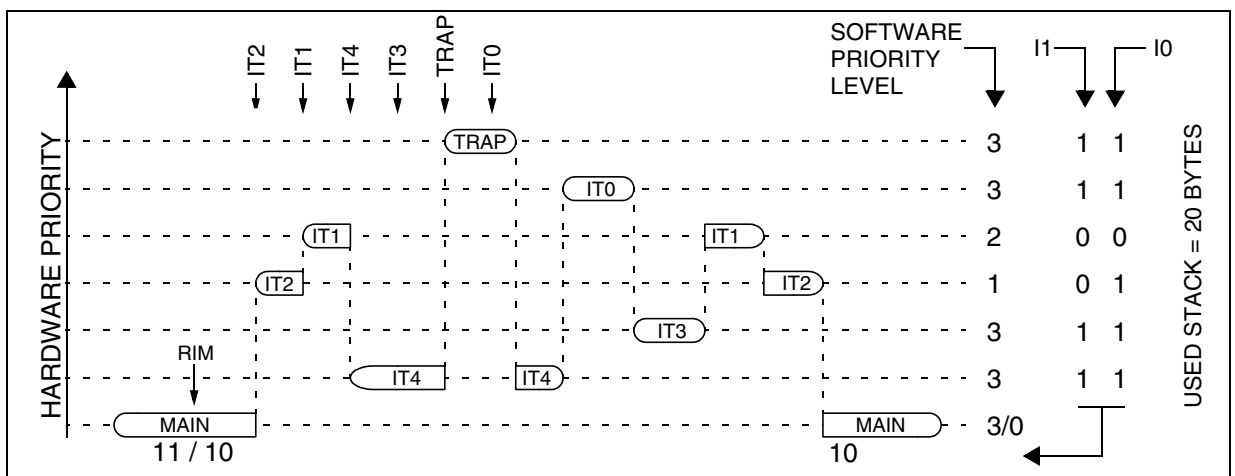 IT2
IT1
IT4
IT3
TRAP
IT0
SOFTWARE
PRIORITY
LEVEL
I1
I0
HARDWARE PRIORITY
TRAP 3 1 1
IT0 3 1 1
IT1 IT1 2 0 0
IT2 IT2 1 0 1
IT3 3 1 1
RIM
IT4 IT4 3 1 1
MAIN MAIN 3/0
11 / 10 10
USED STACK = 20 BYTES